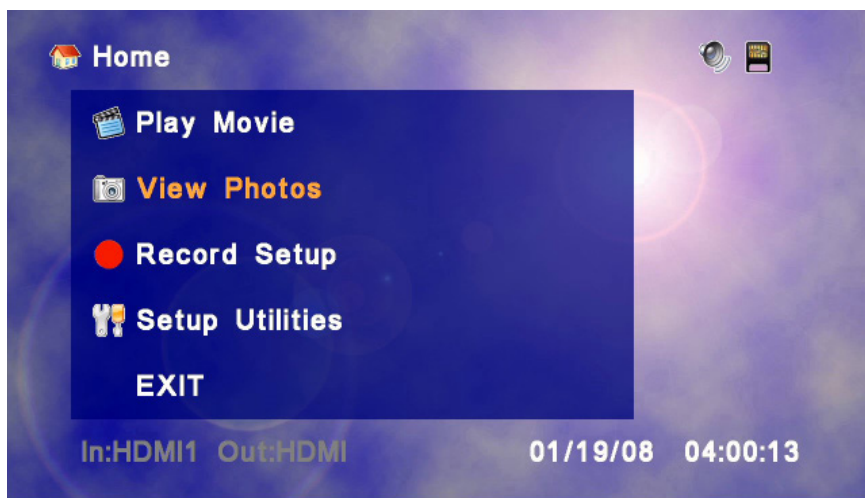 Home
Play Movie
View Photos
Record Setup
Setup Utilities
EXIT
In:HDMI1 Out:HDMI 01/19/08 04:00:13